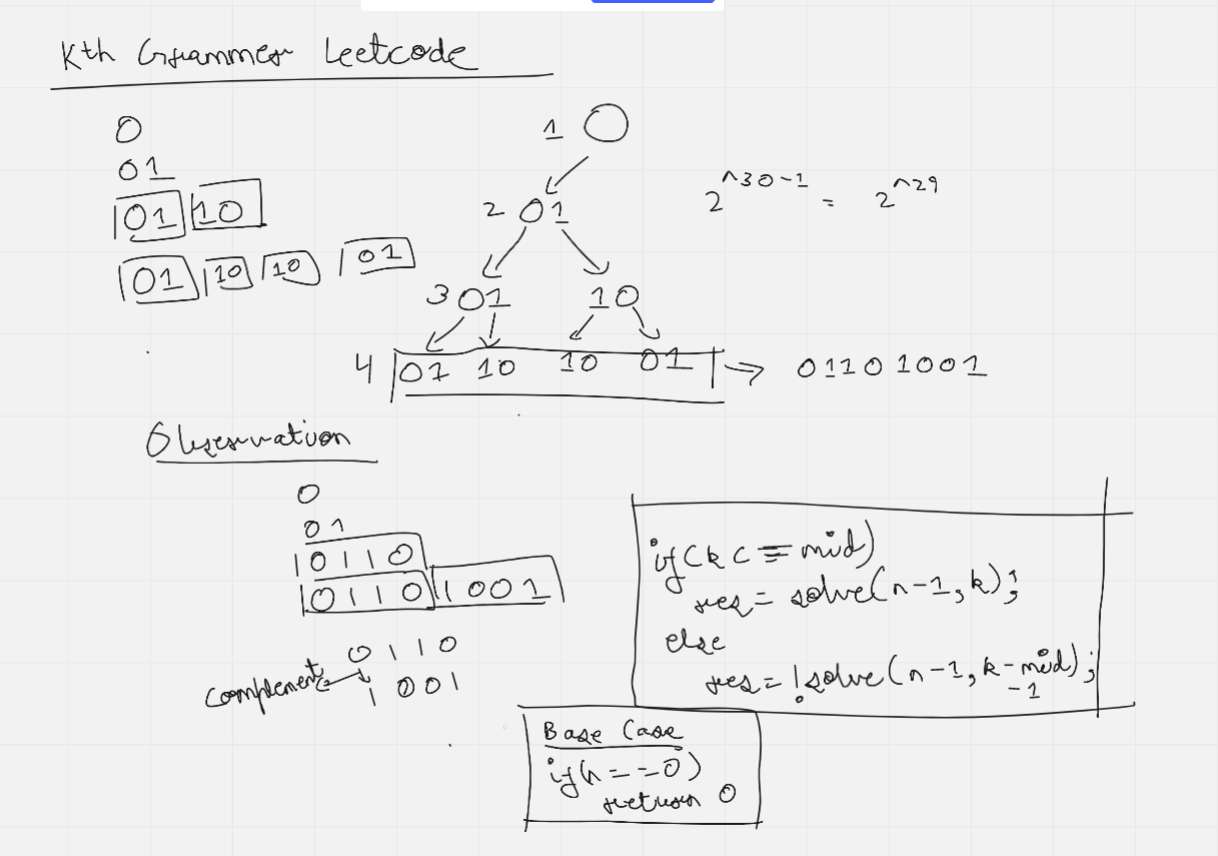 Kth Grammer Leetcode
0
01
01 10
01 10 10 01
1 0
2 01
3 01 10
4 01 10 10 01 → 01101001
2^30-1 = 2^29
Observation
0
01
0110
0110 1001
0110
complement
1001
if(k <= mid)
res = solve(n-1, k);
else
res = !solve(n-1, k-mid);
-1
Base Case
if(n==0)
return 0